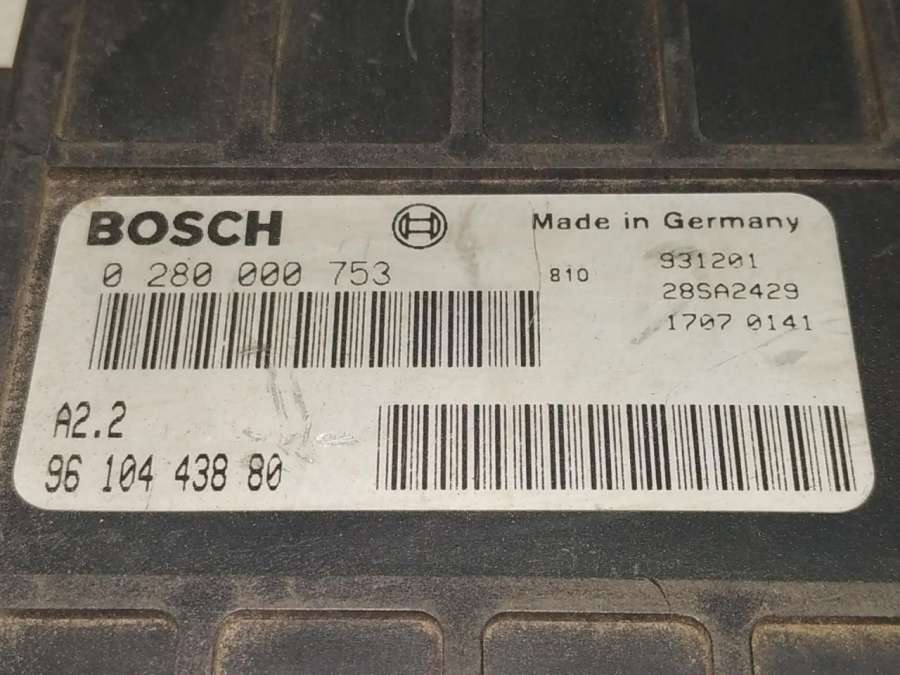 BOSCH
Made in Germany
0 280 000 753
810
931201
28SA2429
1707 0141
A2.2
96 104 438 80